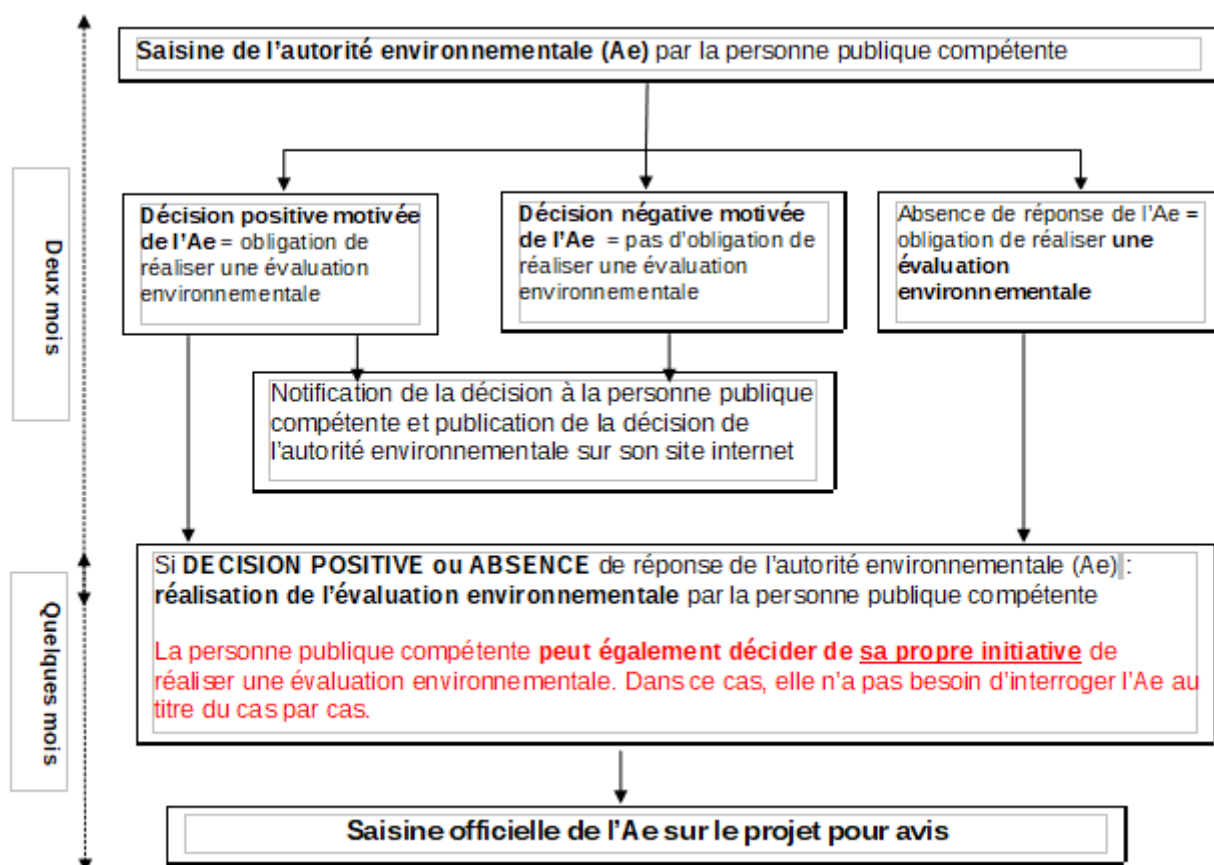 Saisine de l'autorité environnementale (Ae) par la personne publique compétente
Deux mois
Décision positive motivée
de l'Ae = obligation de
réaliser une évaluation
environnementale
Décision négative motivée
de l'Ae = pas d'obligation de
réaliser une évaluation
environnementale
Absence de réponse de l'Ae =
obligation de réaliser une
évaluation
environnementale
Notification de la décision à la personne publique
compétente et publication de la décision de
l'autorité environnementale sur son site internet
Quelques mois
Si DECISION POSITIVE ou ABSENCE de réponse de l'autorité environnementale (Ae) :
réalisation de l'évaluation environnementale par la personne publique compétente
La personne publique compétente peut également décider de sa propre initiative de
réaliser une évaluation environnementale. Dans ce cas, elle n'a pas besoin d'interroger l'Ae au
titre du cas par cas.
Saisine officielle de l'Ae sur le projet pour avis